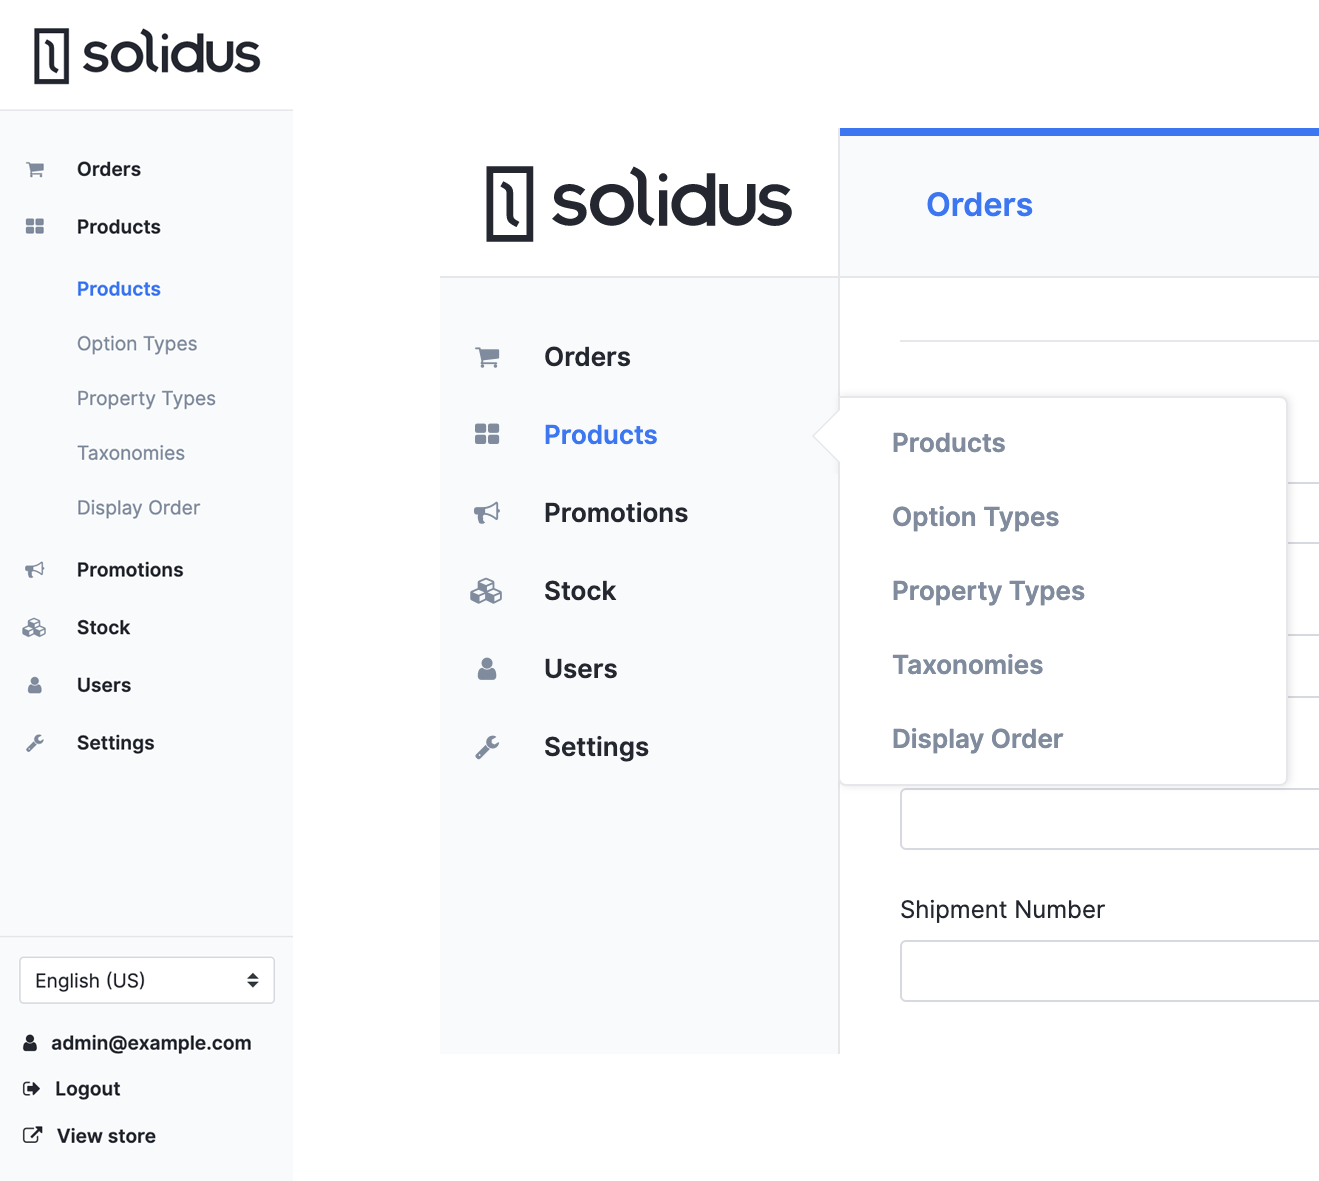 solidus
Orders
Products
Products
Option Types
Property Types
Taxonomies
Display Order
Promotions
Stock
Users
Settings
English (US)
admin@example.com
Logout
View store
solidus
Orders
Products
Promotions
Stock
Users
Settings
Orders
Products
Option Types
Property Types
Taxonomies
Display Order
Shipment Number